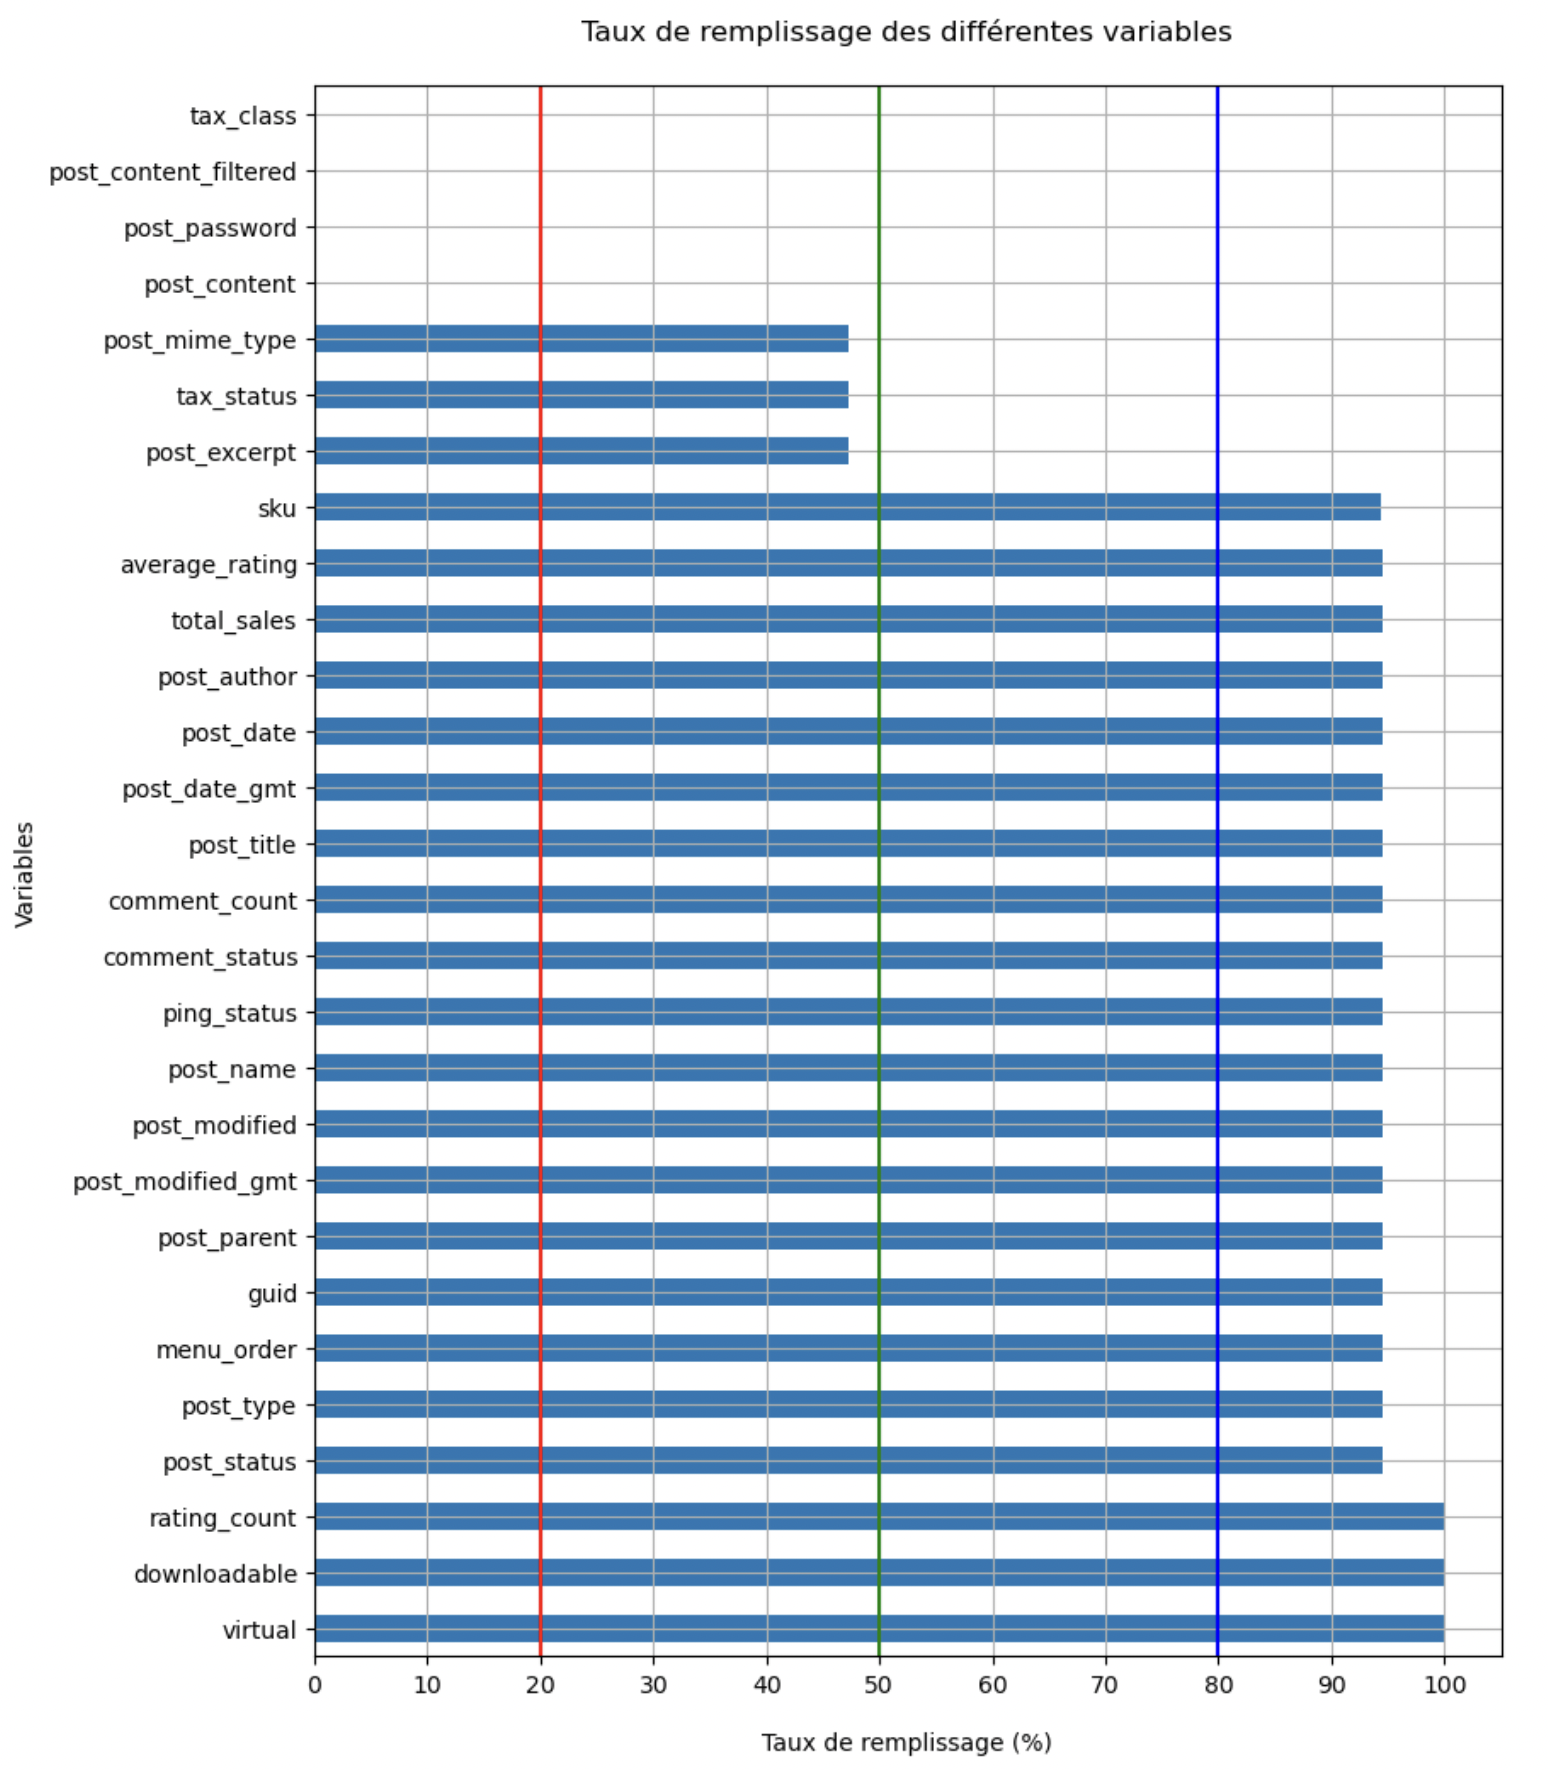 Taux de remplissage des différentes variables
tax_class
post_content_filtered
post_password
post_content
post_mime_type
tax_status
post_excerpt
sku
average_rating
total_sales
post_author
post_date
post_date_gmt
post_title
comment_count
comment_status
ping_status
post_name
post_modified
post_modified_gmt
post_parent
guid
menu_order
post_type
post_status
rating_count
downloadable
virtual
Variables
0 10 20 30 40 50 60 70 80 90 100
Taux de remplissage (%)